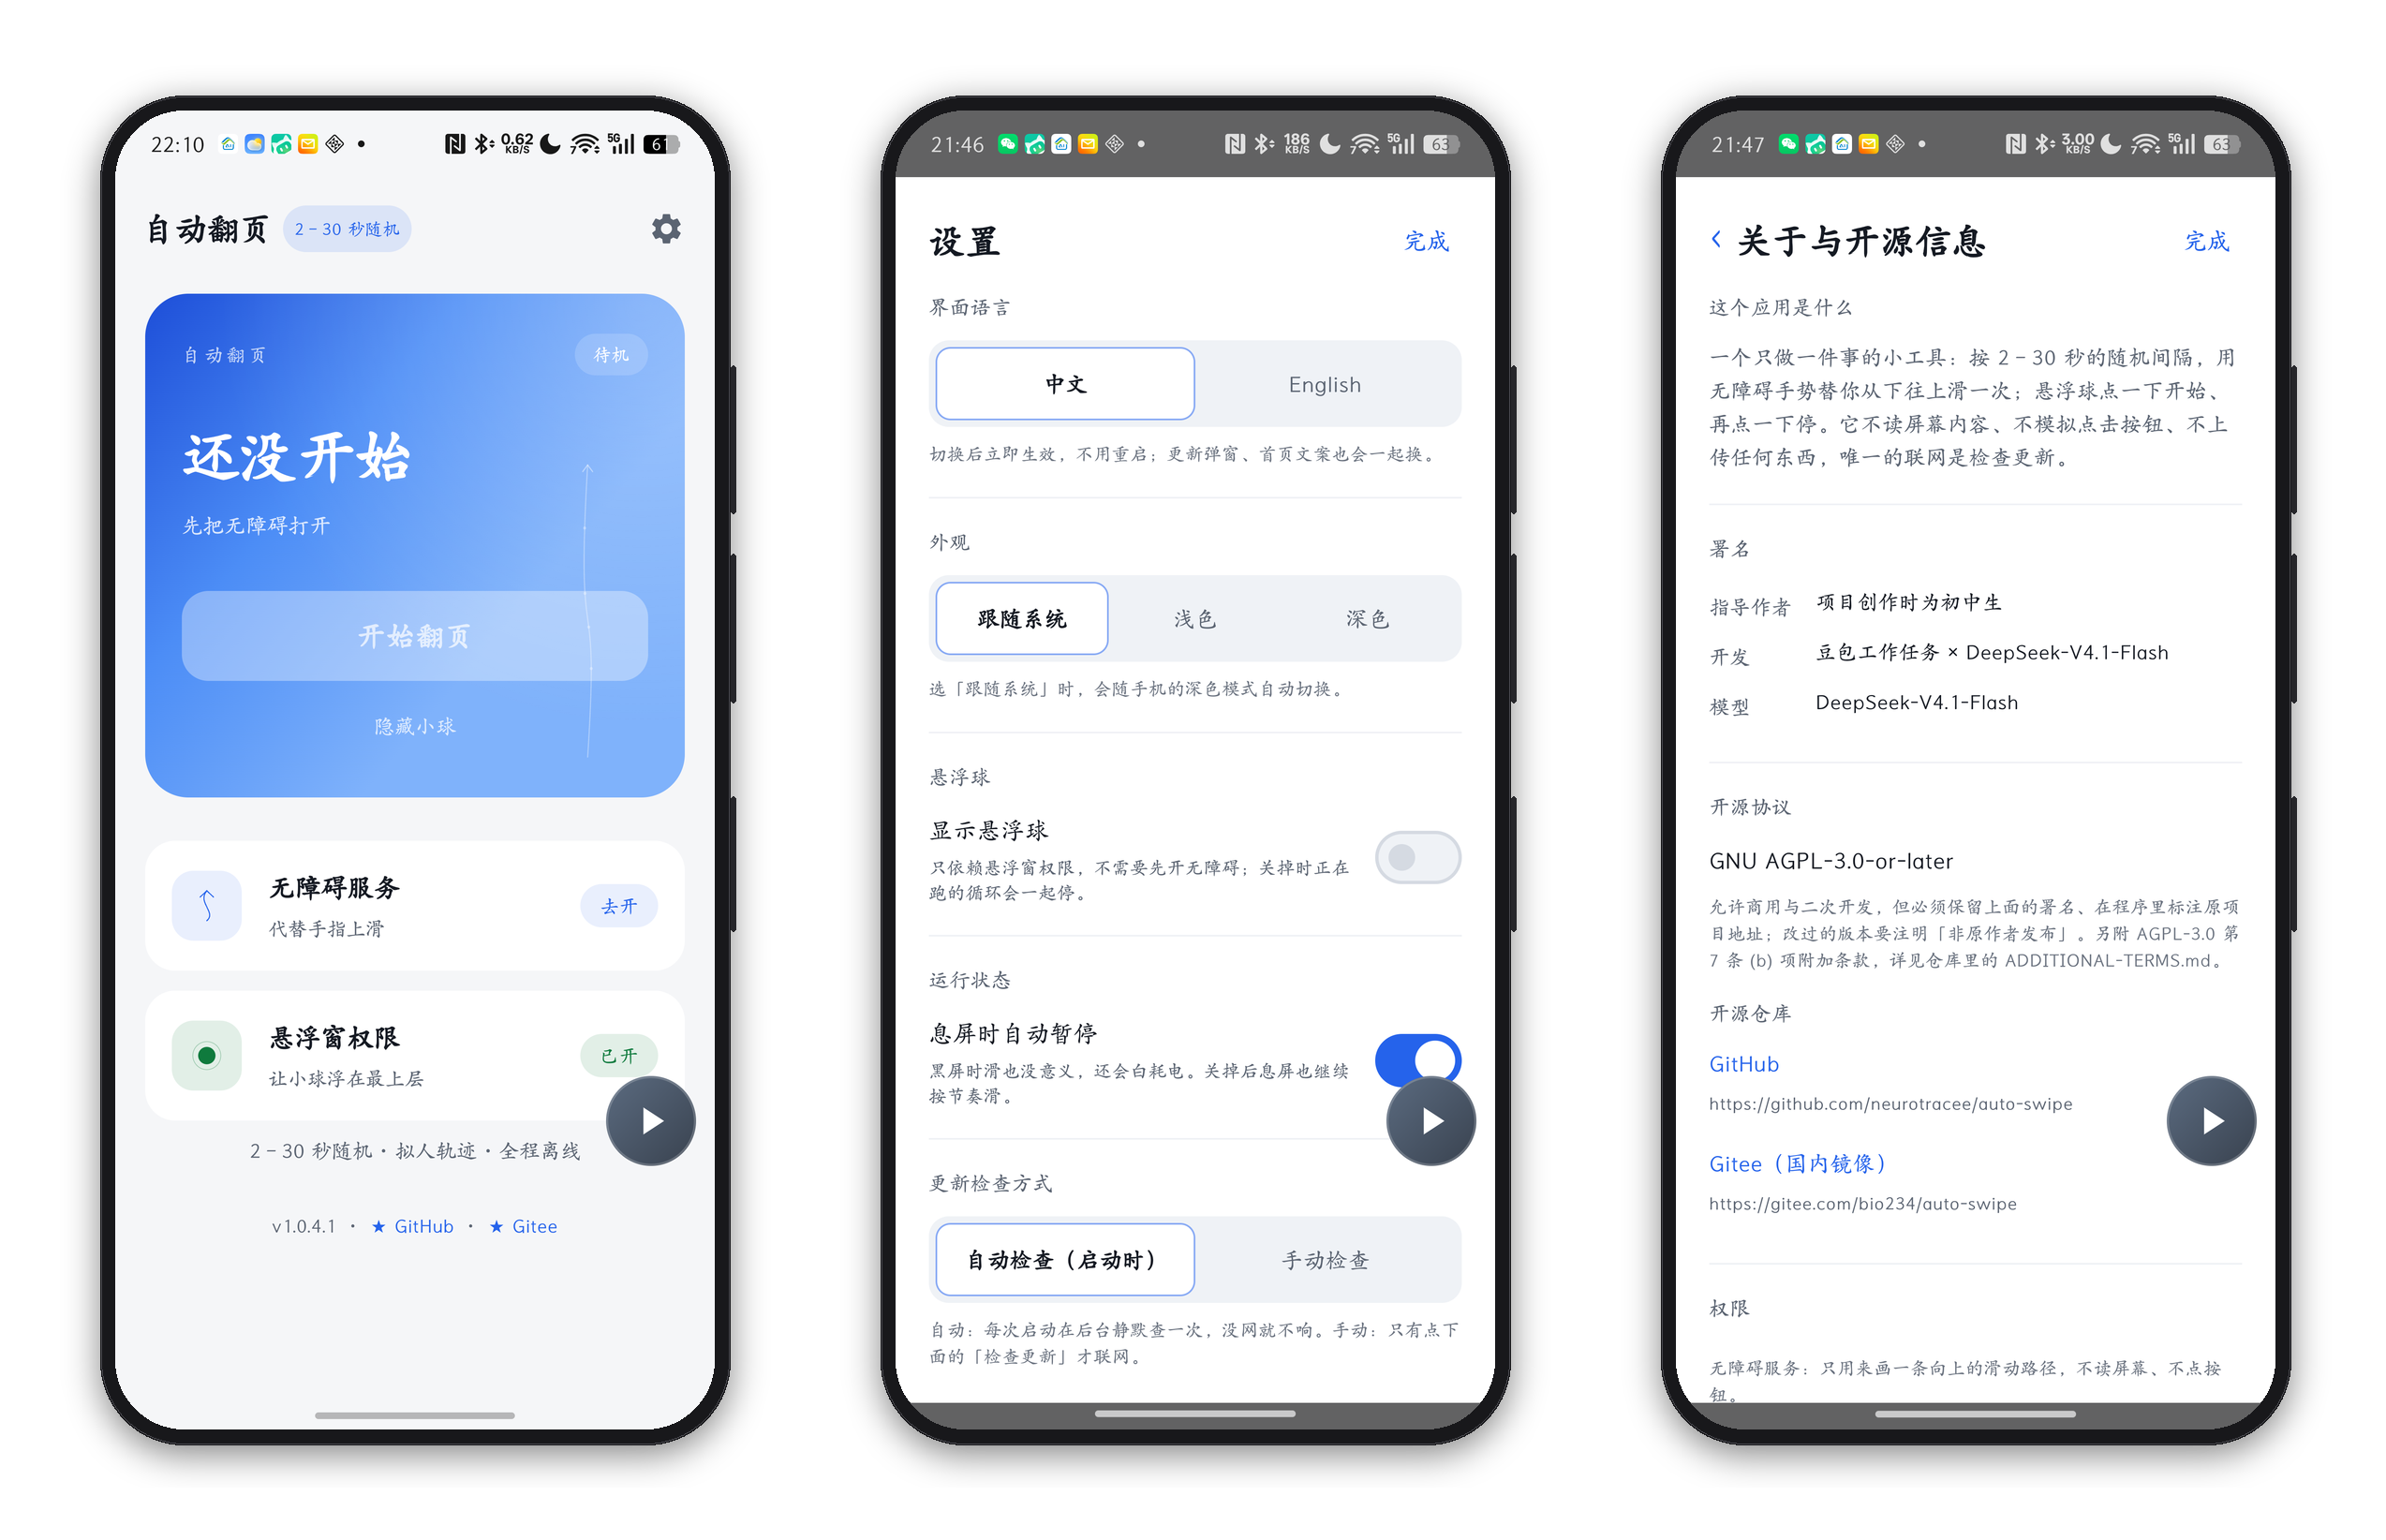 22:10
0.62 KB/S
7
5G
61
自动翻页
2 – 30 秒随机
自动翻页
待机
还没开始
先把无障碍打开
开始翻页
隐藏小球
无障碍服务
代替手指上滑
去开
悬浮窗权限
让小球浮在最上层
已开
2 – 30 秒随机 · 拟人轨迹 · 全程离线
v1.0.4.1 · ★ GitHub · ★ Gitee
21:46
186 KB/S
7
5G
63
设置
完成
界面语言
中文
English
切换后立即生效，不用重启；更新弹窗、首页文案也会一起换。
外观
跟随系统
浅色
深色
选「跟随系统」时，会随手机的深色模式自动切换。
悬浮球
显示悬浮球
只依赖悬浮窗权限，不需要先开无障碍；关掉时正在
跑的循环会一起停。
运行状态
息屏时自动暂停
黑屏时滑也没意义，还会白耗电。关掉后息屏也继续
按节奏滑。
更新检查方式
自动检查（启动时）
手动检查
自动：每次启动在后台静默查一次，没网就不响。手动：只有点下
面的「检查更新」才联网。
21:47
3.00 KB/S
7
5G
63
关于与开源信息
完成
这个应用是什么
一个只做一件事的小工具：按 2 – 30 秒的随机间隔，用
无障碍手势替你从下往上滑一次；悬浮球点一下开始、
再点一下停。它不读屏幕内容、不模拟点击按钮、不上
传任何东西，唯一的联网是检查更新。
署名
指导作者 项目创作时为初中生
开发 豆包工作任务 × DeepSeek-V4.1-Flash
模型 DeepSeek-V4.1-Flash
开源协议
GNU AGPL-3.0-or-later
允许商用与二次开发，但必须保留上面的署名、在程序里标注原项
目地址；改过的版本要注明「非原作者发布」。另附 AGPL-3.0 第
7 条 (b) 项附加条款，详见仓库里的 ADDITIONAL-TERMS.md。
开源仓库
GitHub
https://github.com/neurotracee/auto-swipe
Gitee（国内镜像）
https://gitee.com/bio234/auto-swipe
权限
无障碍服务：只用来画一条向上的滑动路径，不读屏幕、不点按
钮。